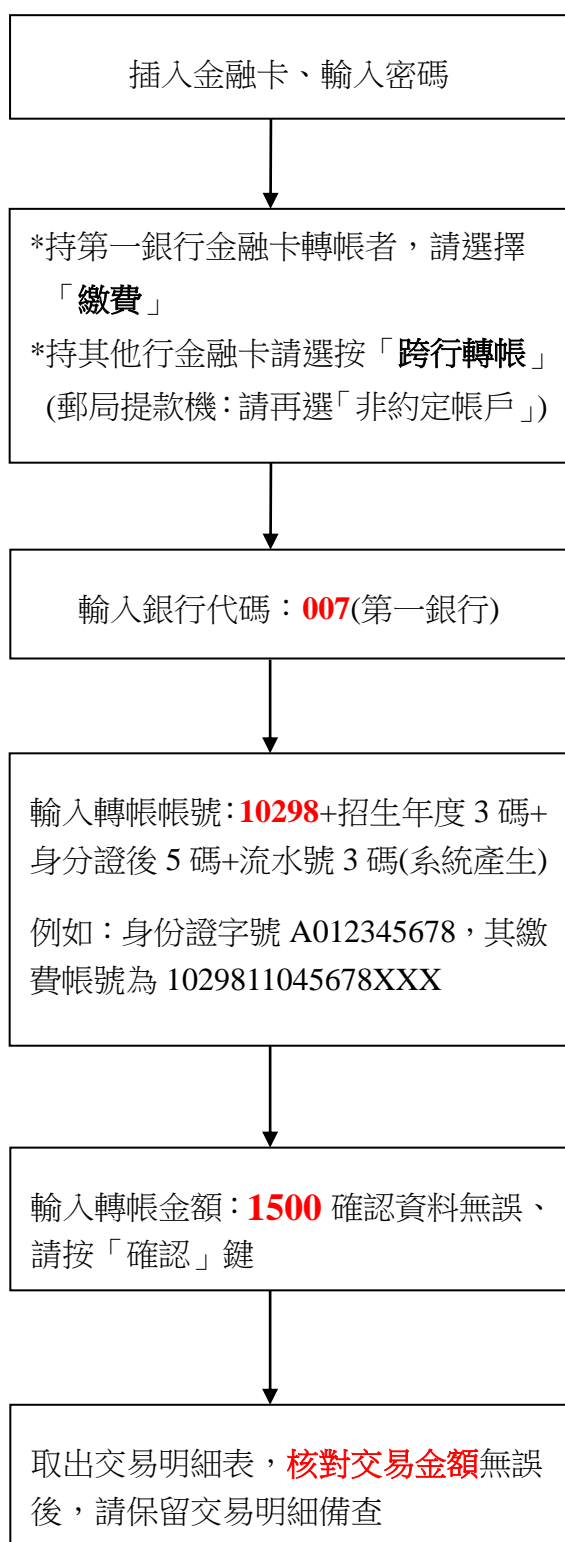 插入金融卡、輸入密碼
*持第一銀行金融卡轉帳者，請選擇
「繳費」
*持其他行金融卡請選按「跨行轉帳」
(郵局提款機：請再選「非約定帳戶」)
輸入銀行代碼：007(第一銀行)
輸入轉帳帳號：10298+招生年度 3 碼+
身分證後 5 碼+流水號 3 碼(系統產生)
例如：身份證字號 A012345678，其繳
費帳號為 1029811045678XXX
輸入轉帳金額：1500 確認資料無誤、
請按「確認」鍵
取出交易明細表，核對交易金額無誤
後，請保留交易明細備查